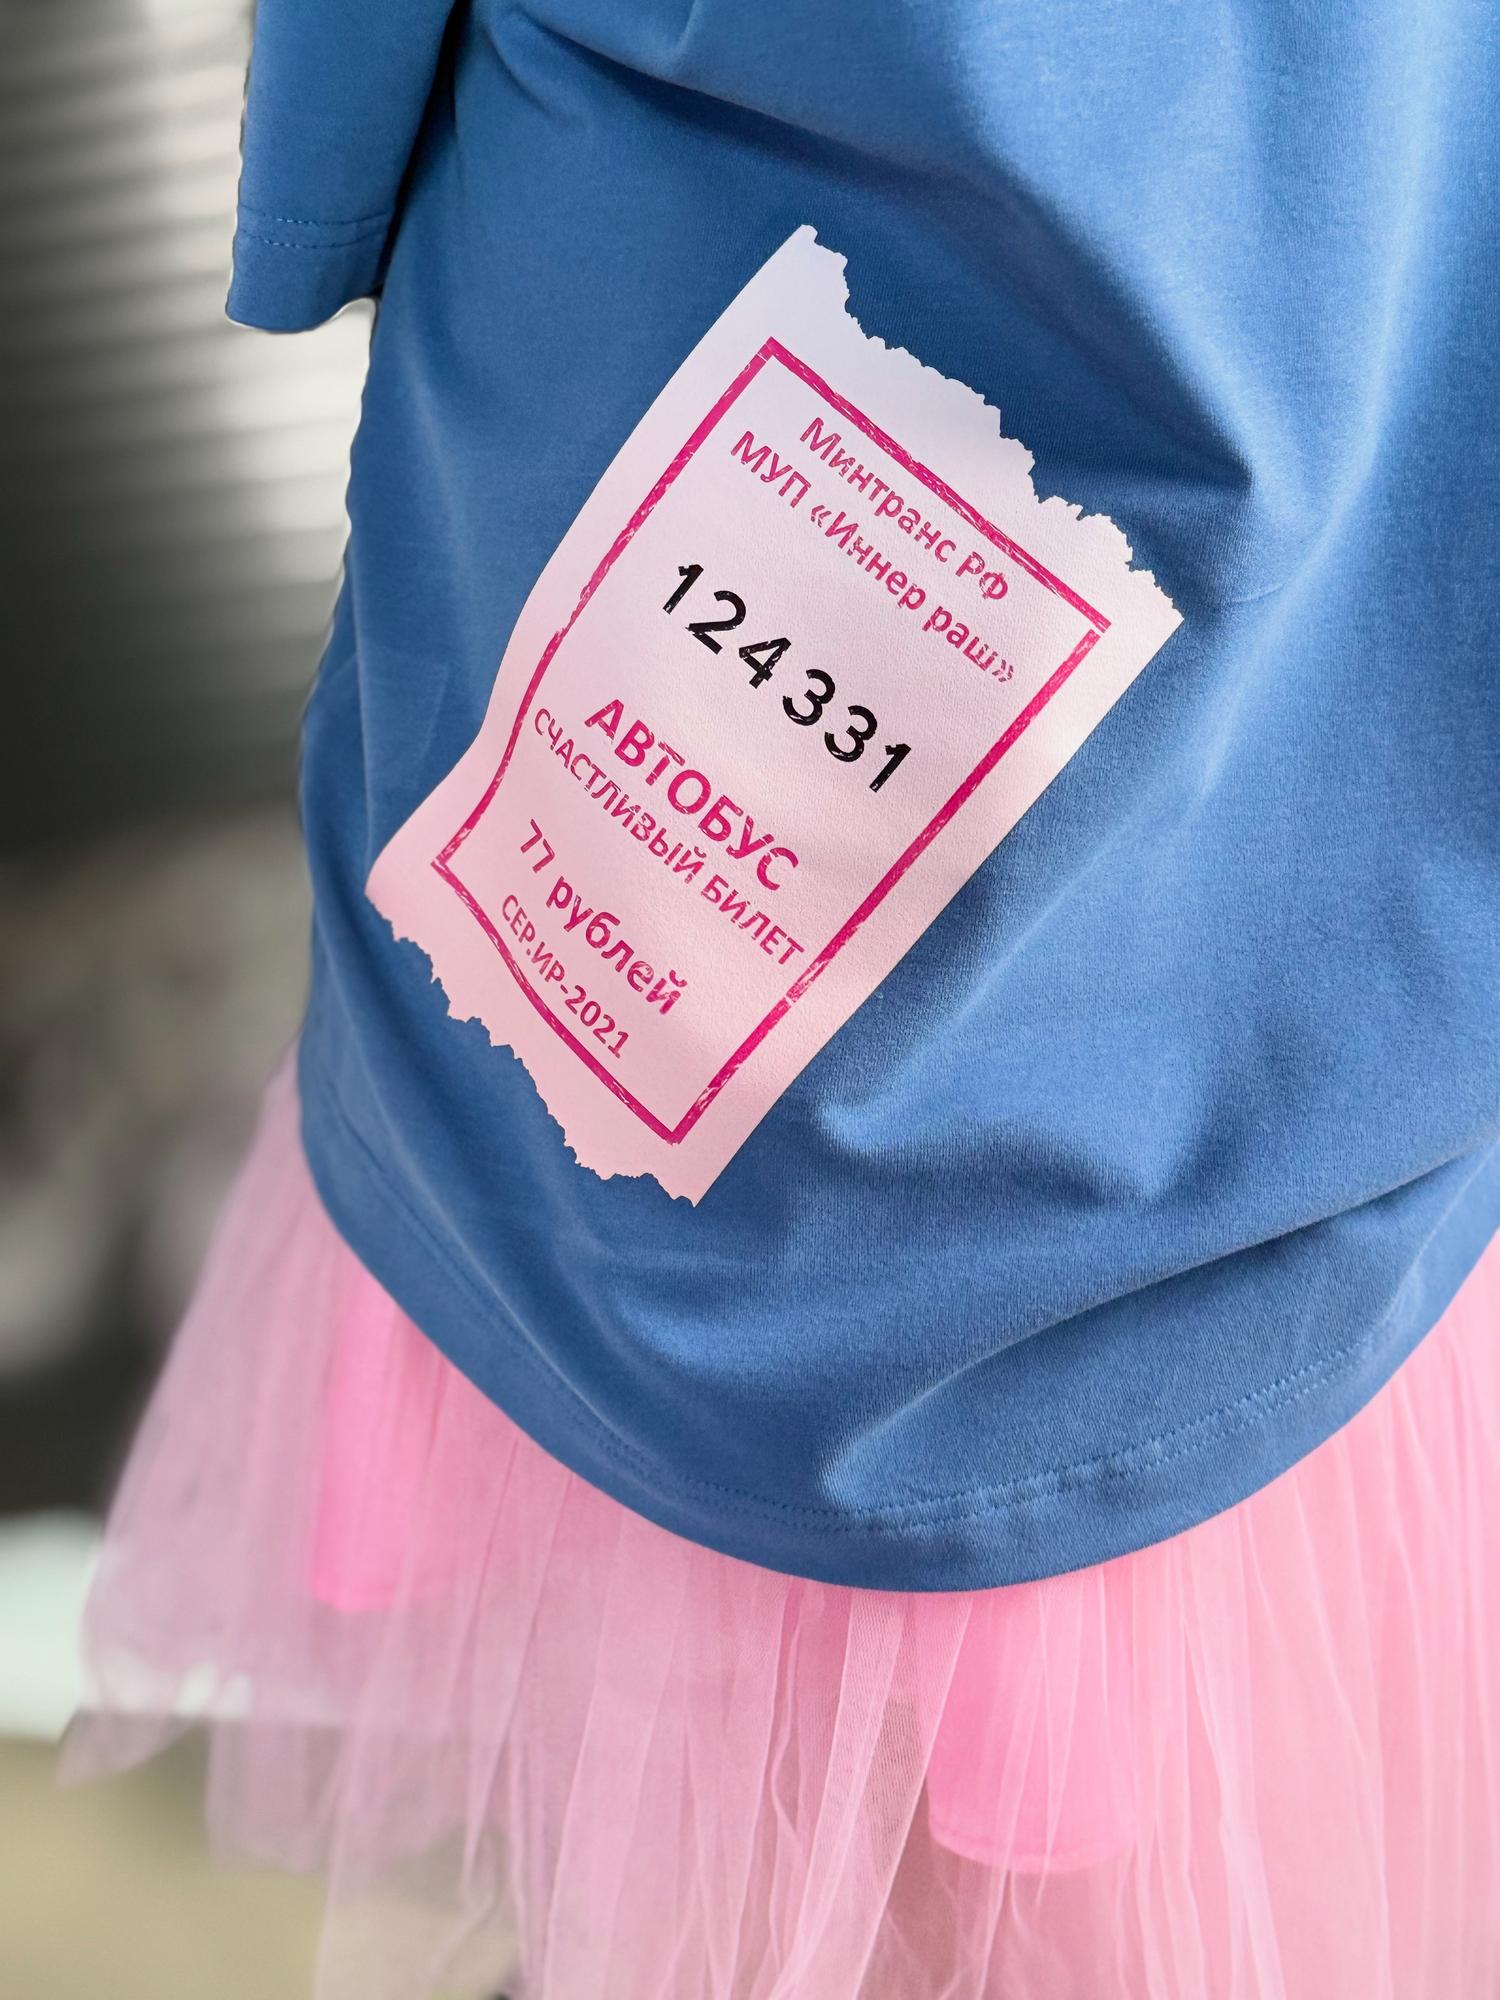 Минтранс РФ
МУП «Иннер раш»
124331
АВТОБУС
СЧАСТЛИВЫЙ БИЛЕТ
77 рублей
СЕР.ИР-2021